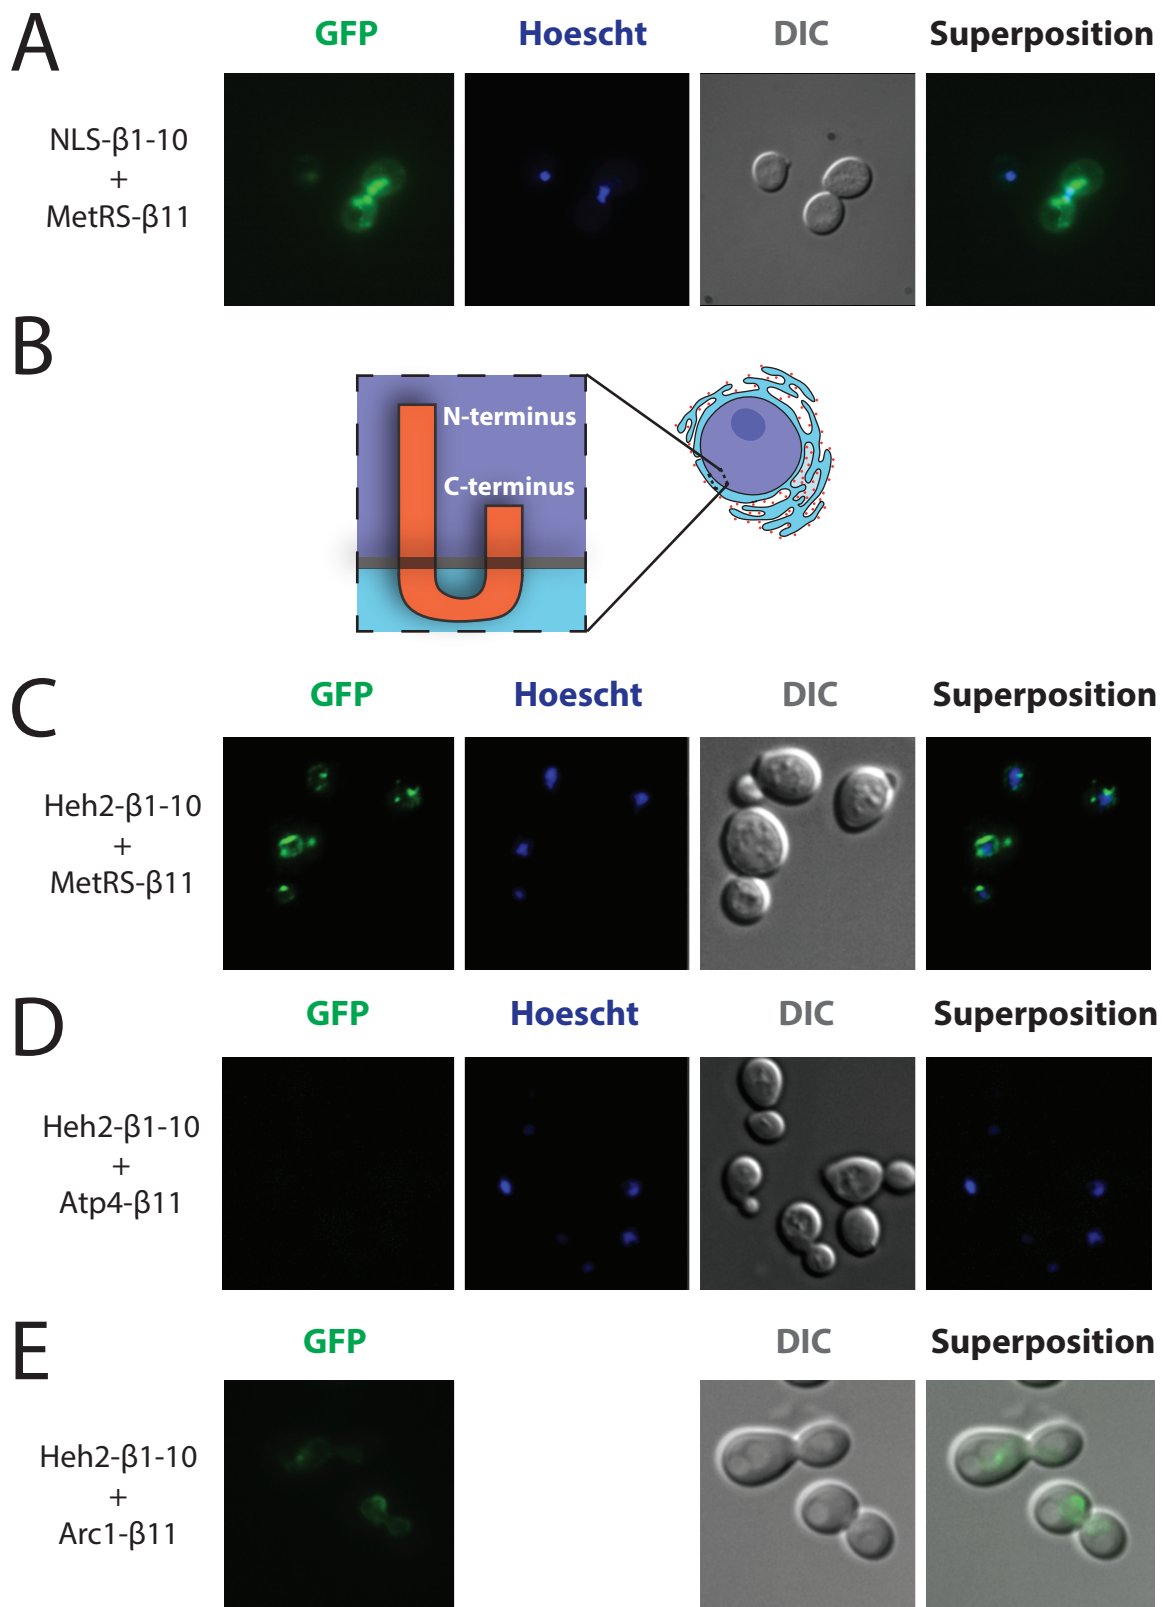 A
GFP
Hoescht
DIC
Superposition
NLS-β1-10
+
MetRS-β11
B
N-terminus
C-terminus
C
GFP
Hoescht
DIC
Superposition
Heh2-β1-10
+
MetRS-β11
D
GFP
Hoescht
DIC
Superposition
Heh2-β1-10
+
Atp4-β11
E
GFP
DIC
Superposition
Heh2-β1-10
+
Arc1-β11